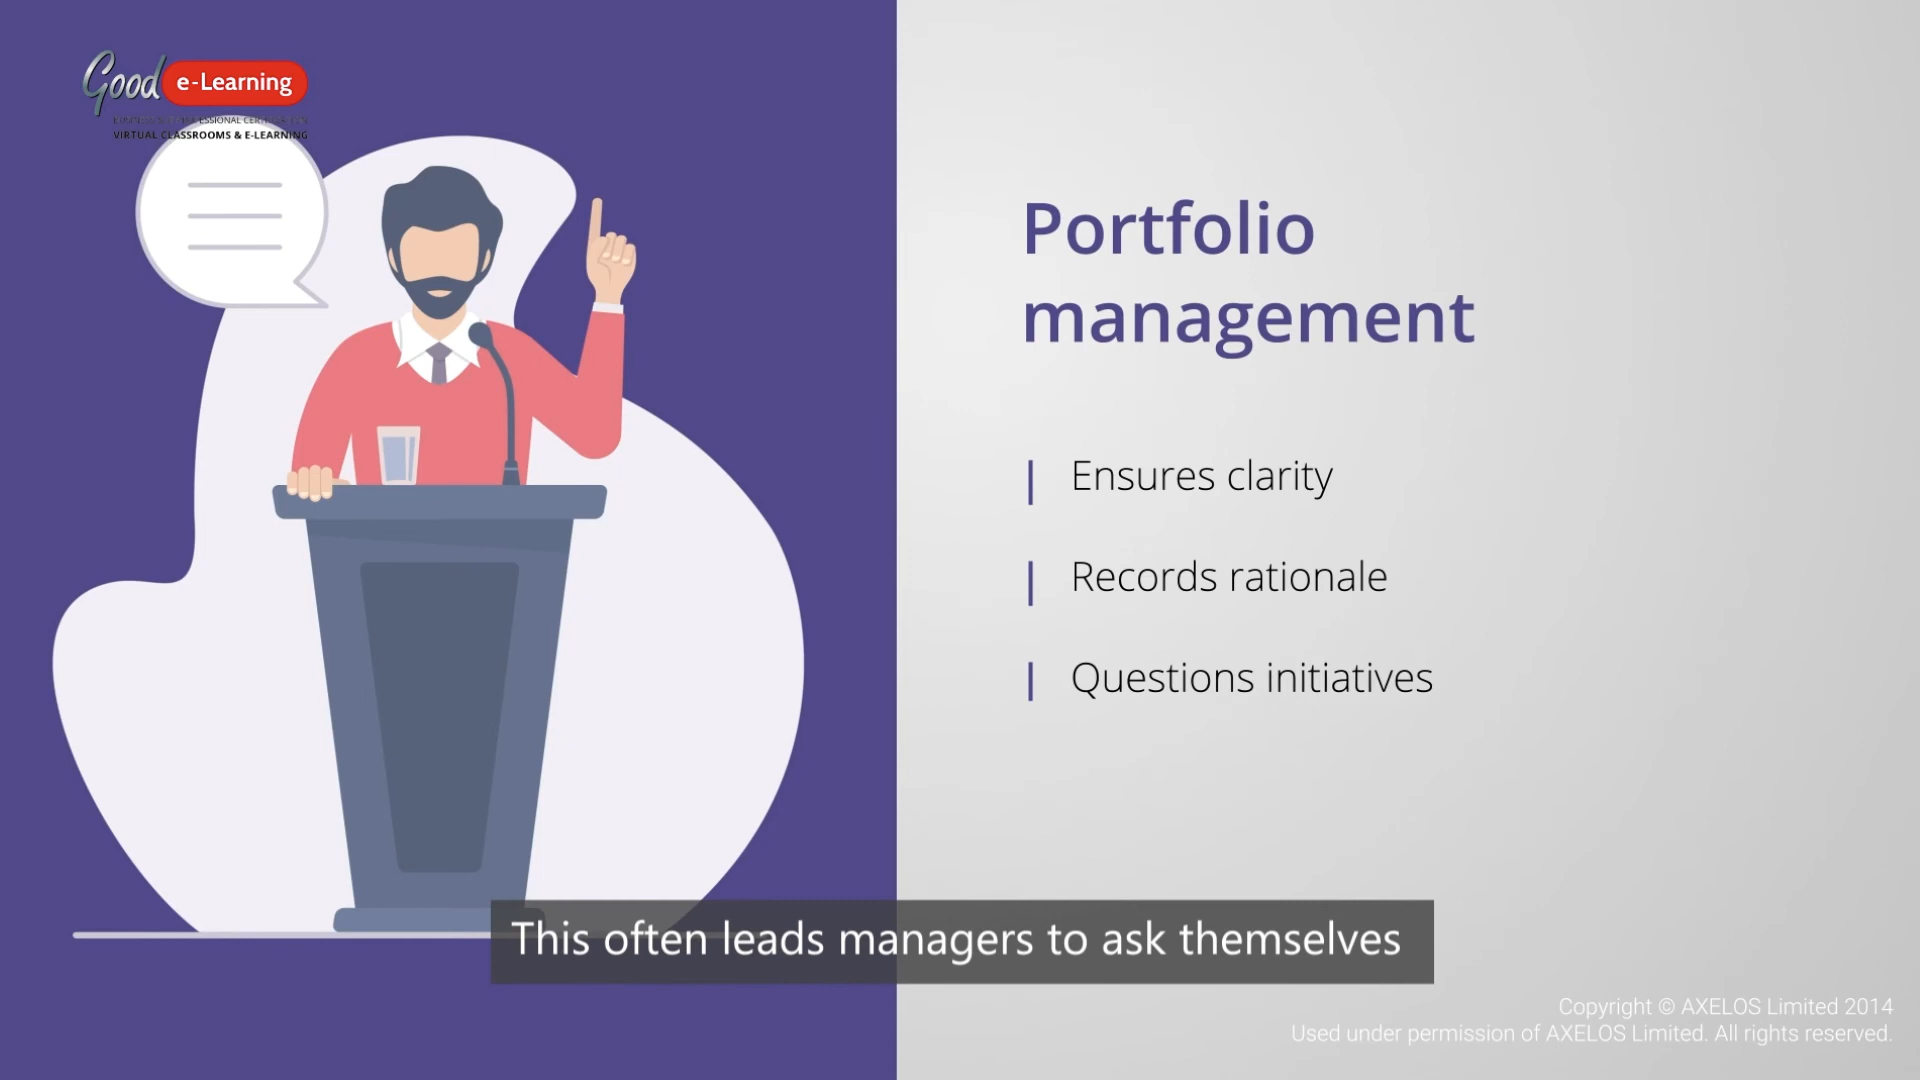 Good e-Learning
VIRTUAL CLASSROOMS & E-LEARNING
Portfolio
management
Ensures clarity
Records rationale
Questions initiatives
This often leads managers to ask themselves
Copyright © AXELOS Limited 2014
Used under permission of AXELOS Limited. All rights reserved.